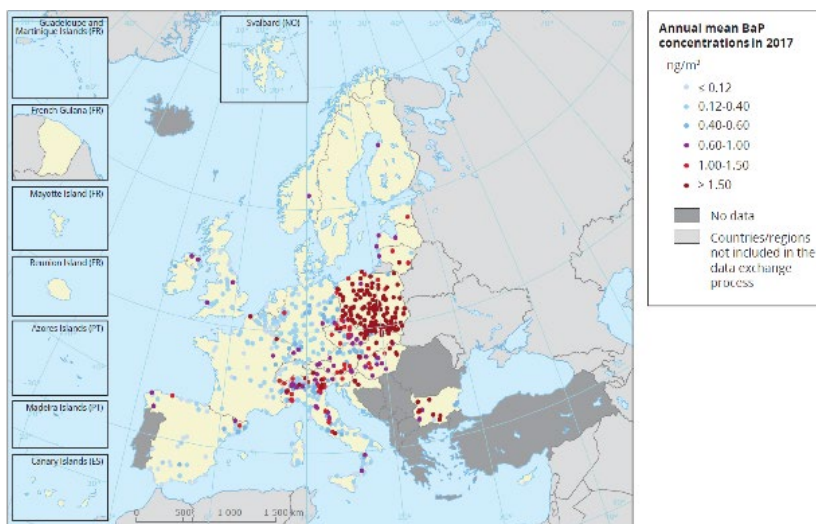 Guadeloupe and
Martinique Islands (FR)
Svalbard (NO)
French Guiana (FR)
Mayotte Island (FR)
Reunion Island (FR)
Azores Islands (PT)
Madeira Islands (PT)
Canary Islands (ES)
0 500 1 000 1 500 km
Annual mean BaP
concentrations in 2017
ng/m³
≤ 0.12
0.12-0.40
0.40-0.60
0.60-1.00
1.00-1.50
> 1.50
No data
Countries/regions
not included in the
data exchange
process